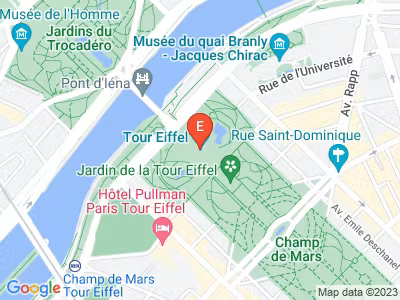 Musée de l'Homme
Jardins du
Trocadéro
Musée du quai Branly
- Jacques Chirac
Pont d'Iéna
Rue de l'Université
Av. Rapp
E
Tour Eiffel
Rue Saint-Dominique
Jardin de la Tour Eiffel
Hôtel Pullman
Paris Tour Eiffel
Av. Emile Deschanel
Champ
de Mars
RER
Champ de Mars
Tour Eiffel
Google
Map data ©2023